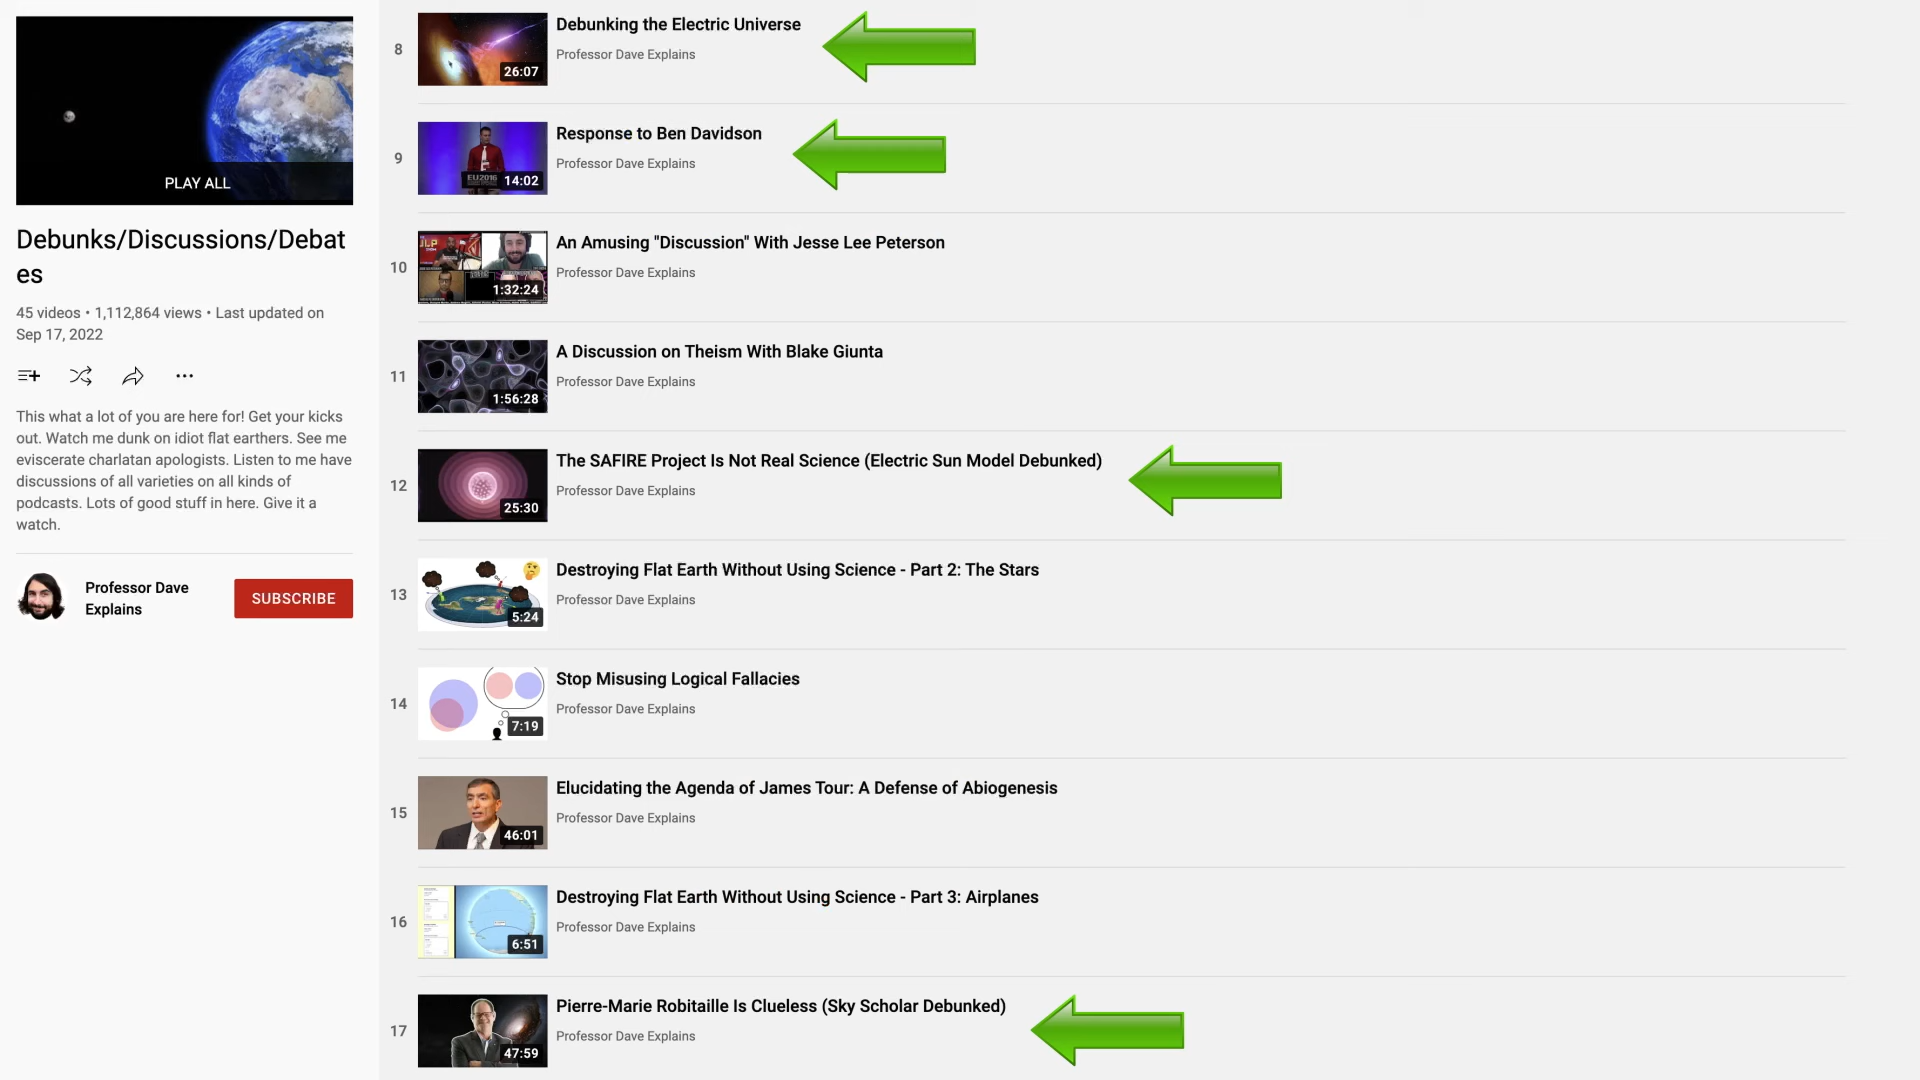 PLAY ALL
Debunks/Discussions/Debat
es
45 videos • 1,112,864 views • Last updated on
Sep 17, 2022
This what a lot of you are here for! Get your kicks
out. Watch me dunk on idiot flat earthers. See me
eviscerate charlatan apologists. Listen to me have
discussions of all varieties on all kinds of
podcasts. Lots of good stuff in here. Give it a
watch.
Professor Dave
Explains
SUBSCRIBE
8
26:07
Debunking the Electric Universe
Professor Dave Explains
9
EU2016
14:02
Response to Ben Davidson
Professor Dave Explains
10
JLP
1:32:24
An Amusing "Discussion" With Jesse Lee Peterson
Professor Dave Explains
11
1:56:28
A Discussion on Theism With Blake Giunta
Professor Dave Explains
12
25:30
The SAFIRE Project Is Not Real Science (Electric Sun Model Debunked)
Professor Dave Explains
13
5:24
Destroying Flat Earth Without Using Science - Part 2: The Stars
Professor Dave Explains
14
7:19
Stop Misusing Logical Fallacies
Professor Dave Explains
15
46:01
Elucidating the Agenda of James Tour: A Defense of Abiogenesis
Professor Dave Explains
16
6:51
Destroying Flat Earth Without Using Science - Part 3: Airplanes
Professor Dave Explains
17
47:59
Pierre-Marie Robitaille Is Clueless (Sky Scholar Debunked)
Professor Dave Explains